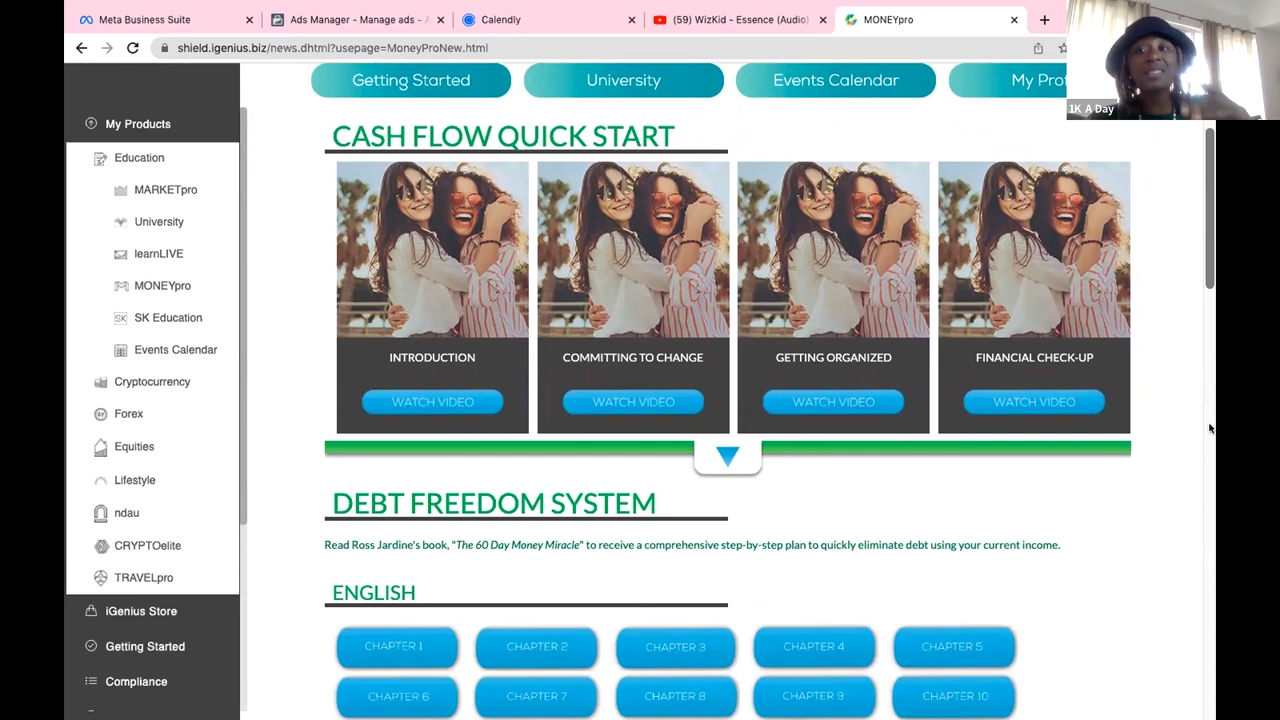 Meta Business Suite
Ads Manager - Manage ads - A
Calendly
(59) WizKid - Essence (Audio)
MONEYpro
shield.igenius.biz/news.dhtml?usepage=MoneyProNew.html
1K A Day
Getting Started
University
Events Calendar
My Pro
My Products
Education
MARKETpro
University
learnLIVE
MONEYpro
SK Education
Events Calendar
Cryptocurrency
Forex
Equities
Lifestyle
ndau
CRYPTOelite
TRAVELpro
iGenius Store
Getting Started
Compliance
CASH FLOW QUICK START
INTRODUCTION
WATCH VIDEO
COMMITTING TO CHANGE
WATCH VIDEO
GETTING ORGANIZED
WATCH VIDEO
FINANCIAL CHECK-UP
WATCH VIDEO
DEBT FREEDOM SYSTEM
Read Ross Jardine's book, "The 60 Day Money Miracle" to receive a comprehensive step-by-step plan to quickly eliminate debt using your current income.
ENGLISH
CHAPTER 1
CHAPTER 2
CHAPTER 3
CHAPTER 4
CHAPTER 5
CHAPTER 6
CHAPTER 7
CHAPTER 8
CHAPTER 9
CHAPTER 10